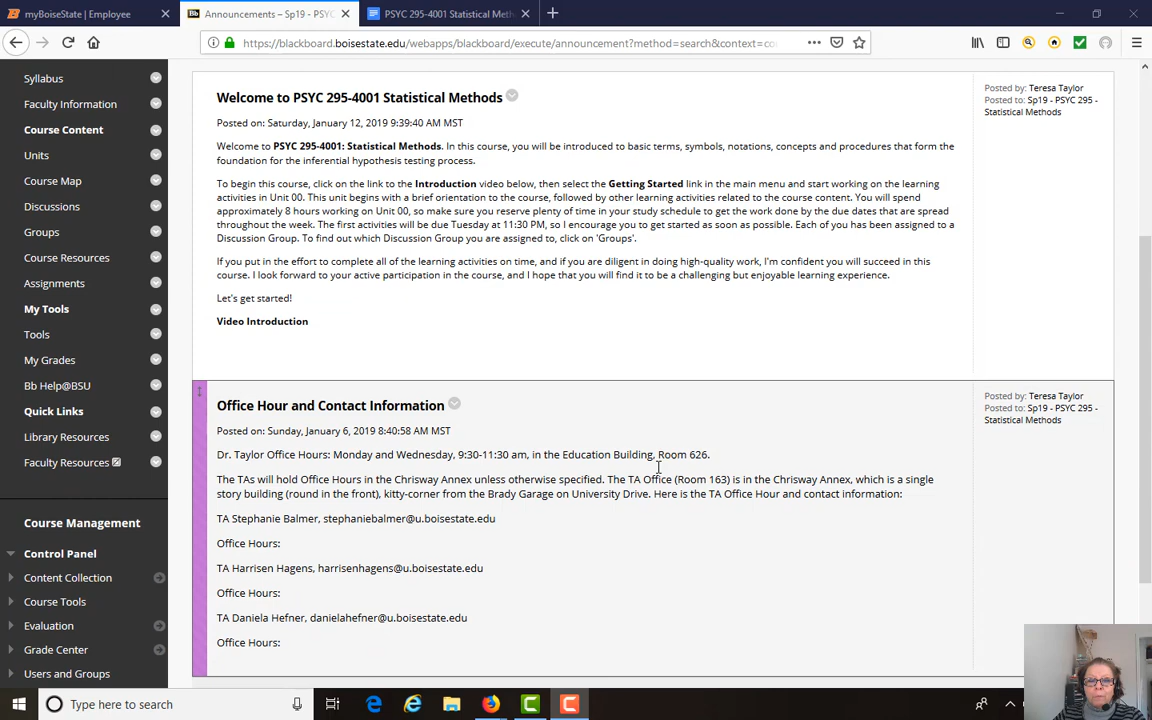 myBoiseState | Employee
Announcements – Sp19 - PSYC
PSYC 295-4001 Statistical Meth
https://blackboard.boisestate.edu/webapps/blackboard/execute/announcement?method=search&context=co
Syllabus
Faculty Information
Course Content
Units
Course Map
Discussions
Groups
Course Resources
Assignments
My Tools
Tools
My Grades
Bb Help@BSU
Quick Links
Library Resources
Faculty Resources
Course Management
Control Panel
Content Collection
Course Tools
Evaluation
Grade Center
Users and Groups
Welcome to PSYC 295-4001 Statistical Methods
Posted on: Saturday, January 12, 2019 9:39:40 AM MST
Welcome to PSYC 295-4001: Statistical Methods. In this course, you will be introduced to basic terms, symbols, notations, concepts and procedures that form the
foundation for the inferential hypothesis testing process.
To begin this course, click on the link to the Introduction video below, then select the Getting Started link in the main menu and start working on the learning
activities in Unit 00. This unit begins with a brief orientation to the course, followed by other learning activities related to the course content. You will spend
approximately 8 hours working on Unit 00, so make sure you reserve plenty of time in your study schedule to get the work done by the due dates that are spread
throughout the week. The first activities will be due Tuesday at 11:30 PM, so I encourage you to get started as soon as possible. Each of you has been assigned to a
Discussion Group. To find out which Discussion Group you are assigned to, click on 'Groups'.
If you put in the effort to complete all of the learning activities on time, and if you are diligent in doing high-quality work, I'm confident you will succeed in this
course. I look forward to your active participation in the course, and I hope that you will find it to be a challenging but enjoyable learning experience.
Let's get started!
Video Introduction
Posted by: Teresa Taylor
Posted to: Sp19 - PSYC 295 -
Statistical Methods
Office Hour and Contact Information
Posted on: Sunday, January 6, 2019 8:40:58 AM MST
Dr. Taylor Office Hours: Monday and Wednesday, 9:30-11:30 am, in the Education Building, Room 626.
The TAs will hold Office Hours in the Chrisway Annex unless otherwise specified. The TA Office (Room 163) is in the Chrisway Annex, which is a single
story building (round in the front), kitty-corner from the Brady Garage on University Drive. Here is the TA Office Hour and contact information:
TA Stephanie Balmer, stephaniebalmer@u.boisestate.edu
Office Hours:
TA Harrisen Hagens, harrisenhagens@u.boisestate.edu
Office Hours:
TA Daniela Hefner, danielahefner@u.boisestate.edu
Office Hours:
Posted by: Teresa Taylor
Posted to: Sp19 - PSYC 295 -
Statistical Methods
Type here to search